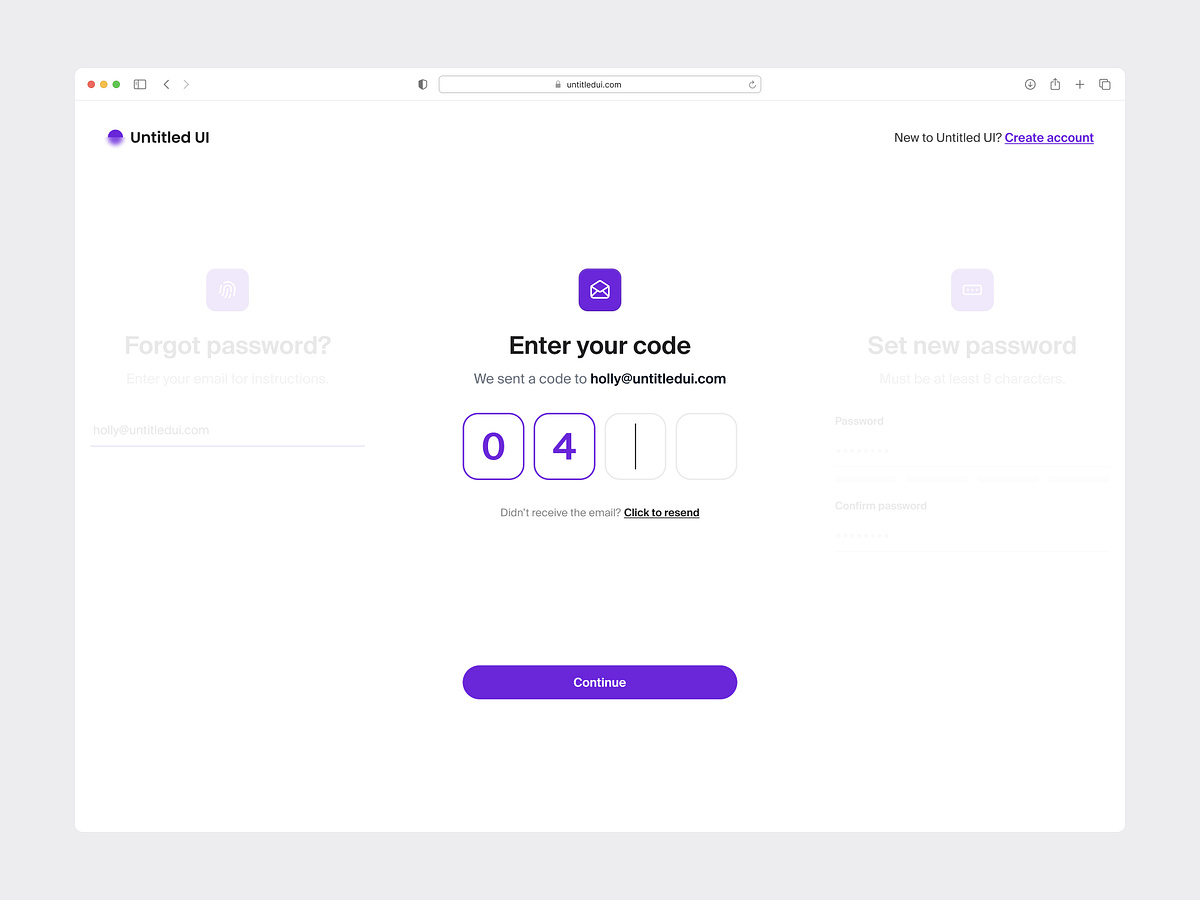 untitledui.com
Untitled UI
New to Untitled UI? Create account
Forgot password?
Enter your email for instructions.
holly@untitledui.com
Enter your code
We sent a code to holly@untitledui.com
0 4
Didn't receive the email? Click to resend
Continue
Set new password
Must be at least 8 characters.
Password
Confirm password